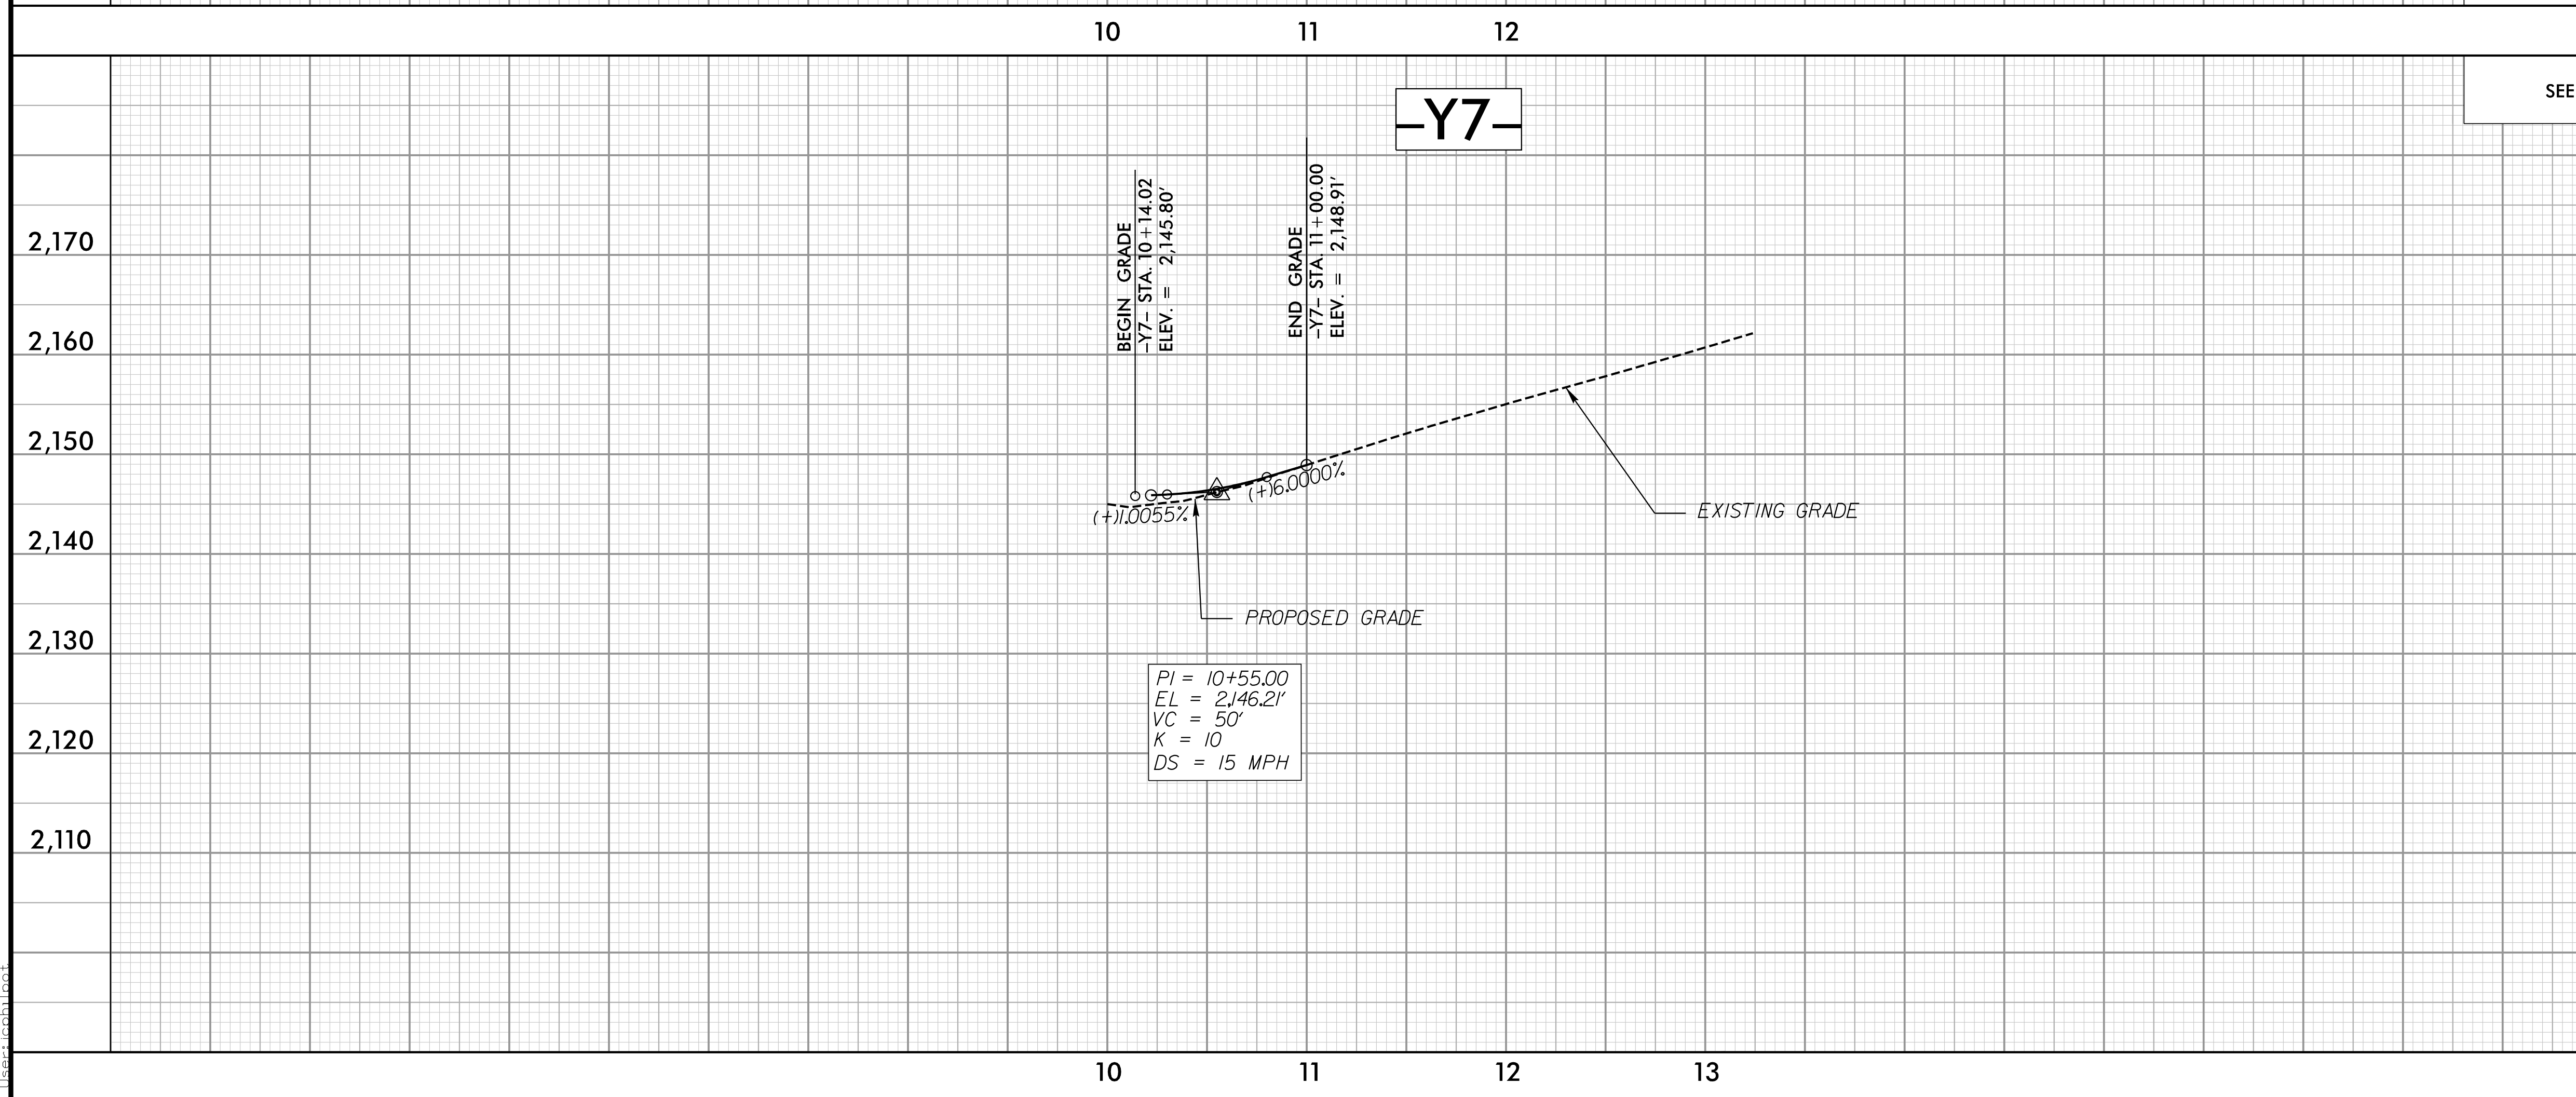 10 11 12
SEE
–Y7–
BEGIN GRADE
–Y7– STA. 10+14.02
ELEV. = 2,145.80'
END GRADE
–Y7– STA. 11+00.00
ELEV. = 2,148.91'
2,170
2,160
2,150
2,140
2,130
2,120
2,110
(+)1.0055%
(+)6.0000%
EXISTING GRADE
PROPOSED GRADE
PI = 10+55.00
EL = 2,146.21'
VC = 50'
K = 10
DS = 15 MPH
10 11 12 13